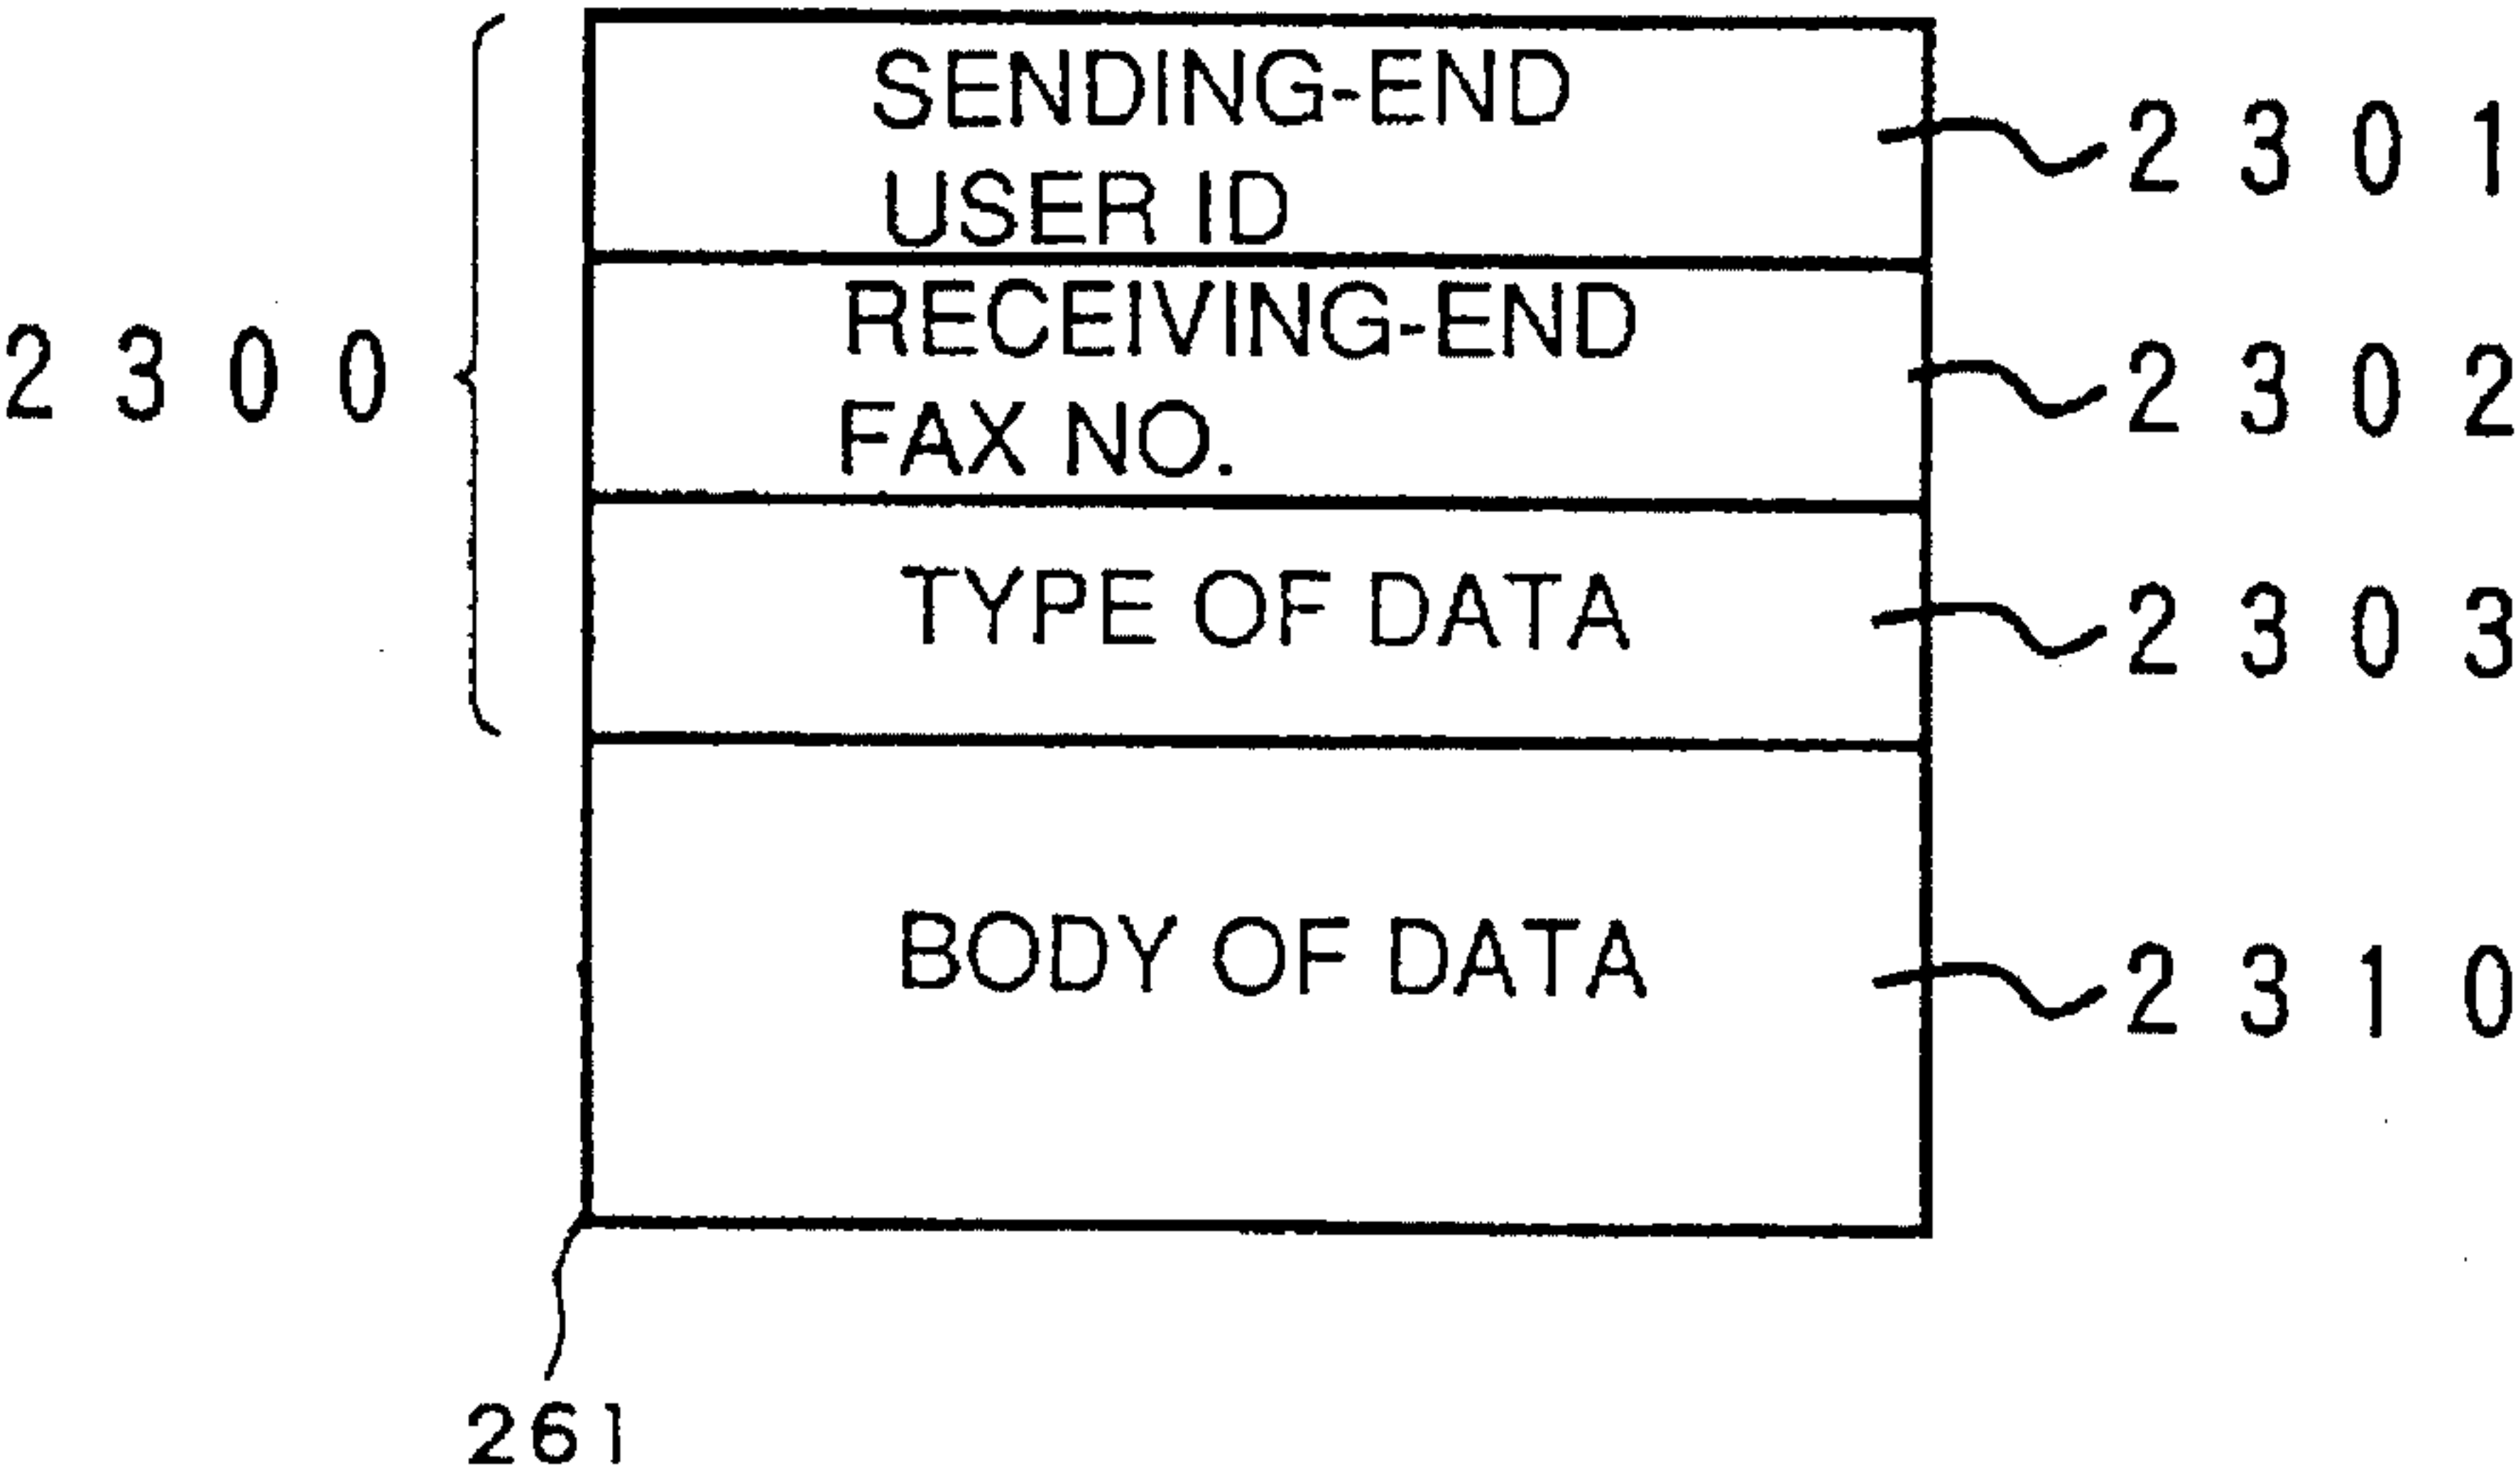 SENDING-END
USER ID
2301
2300
RECEIVING-END
FAX NO.
2302
TYPE OF DATA
2303
BODY OF DATA
2310
261